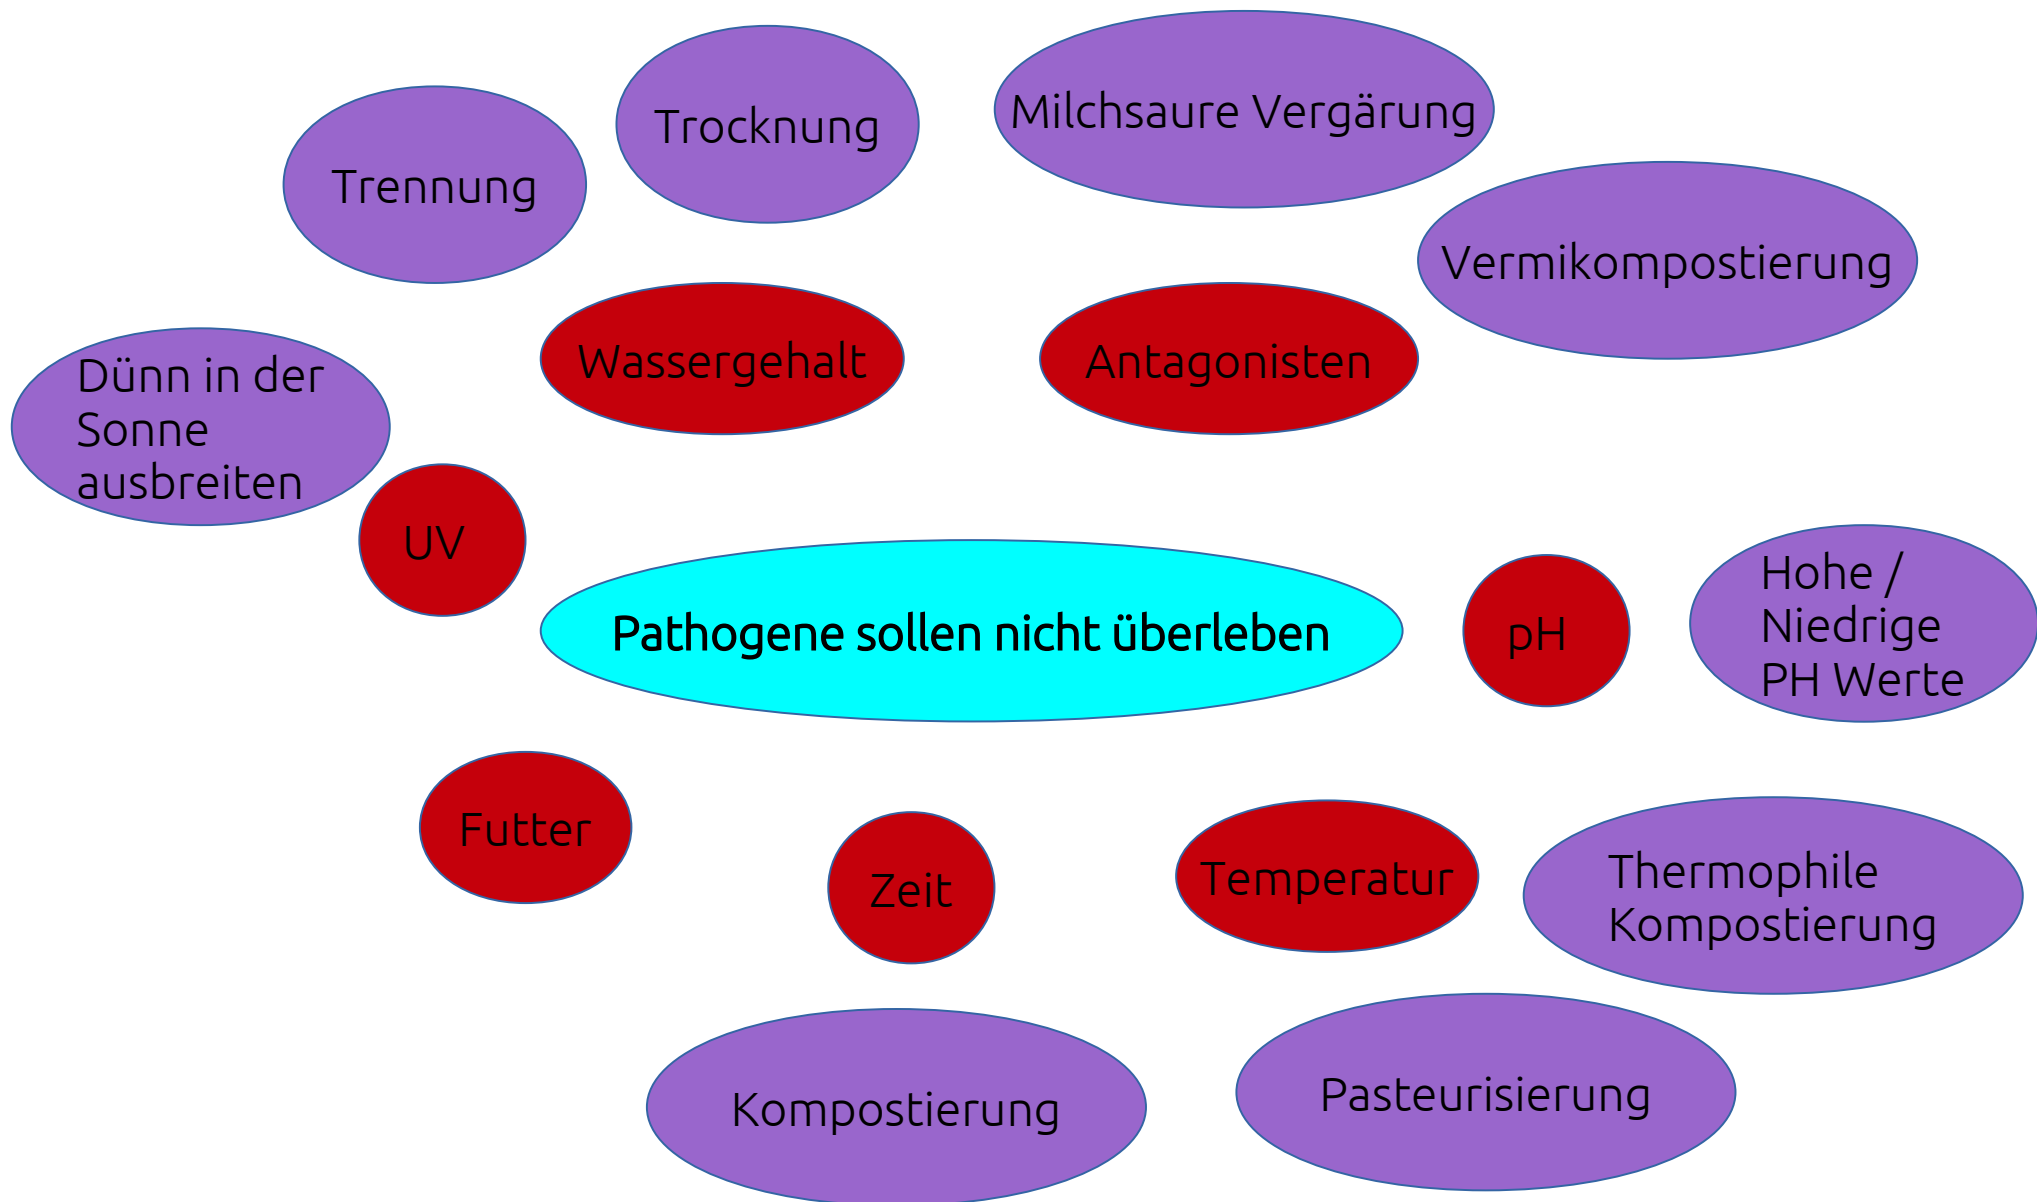 Milchsaure Vergärung
Trocknung
Trennung
Vermikompostierung
Wassergehalt
Antagonisten
Dünn in der
Sonne
ausbreiten
UV
Pathogene sollen nicht überleben
pH
Hohe /
Niedrige
PH Werte
Futter
Zeit
Temperatur
Thermophile
Kompostierung
Kompostierung
Pasteurisierung